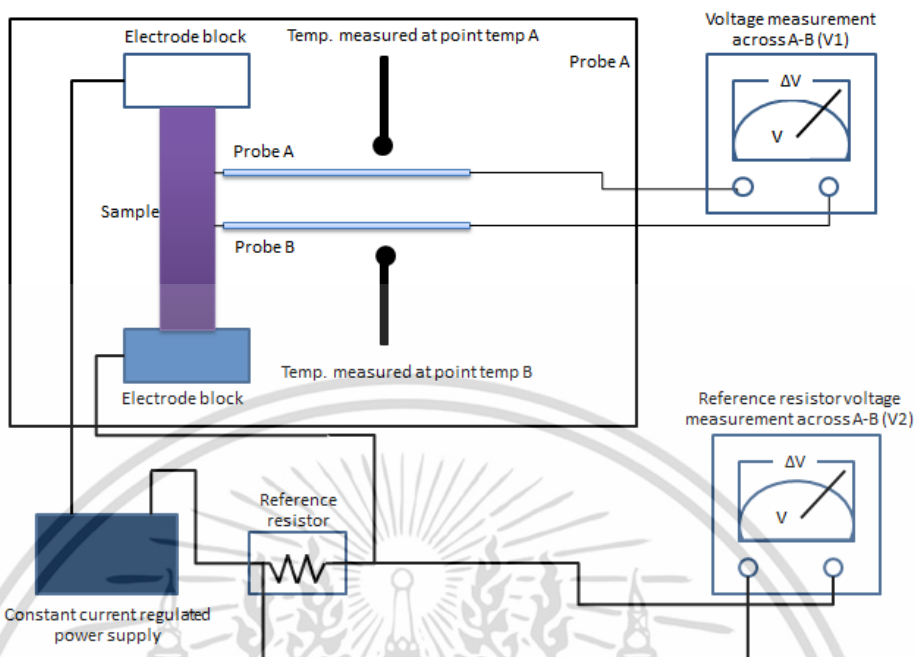 Voltage measurement
across A-B (V1)
Electrode block
Temp. measured at point temp A
Probe A
ΔV
V
Probe A
Sample
Probe B
Temp. measured at point temp B
Electrode block
Reference resistor voltage
measurement across A-B (V2)
ΔV
V
Reference
resistor
Constant current regulated
power supply